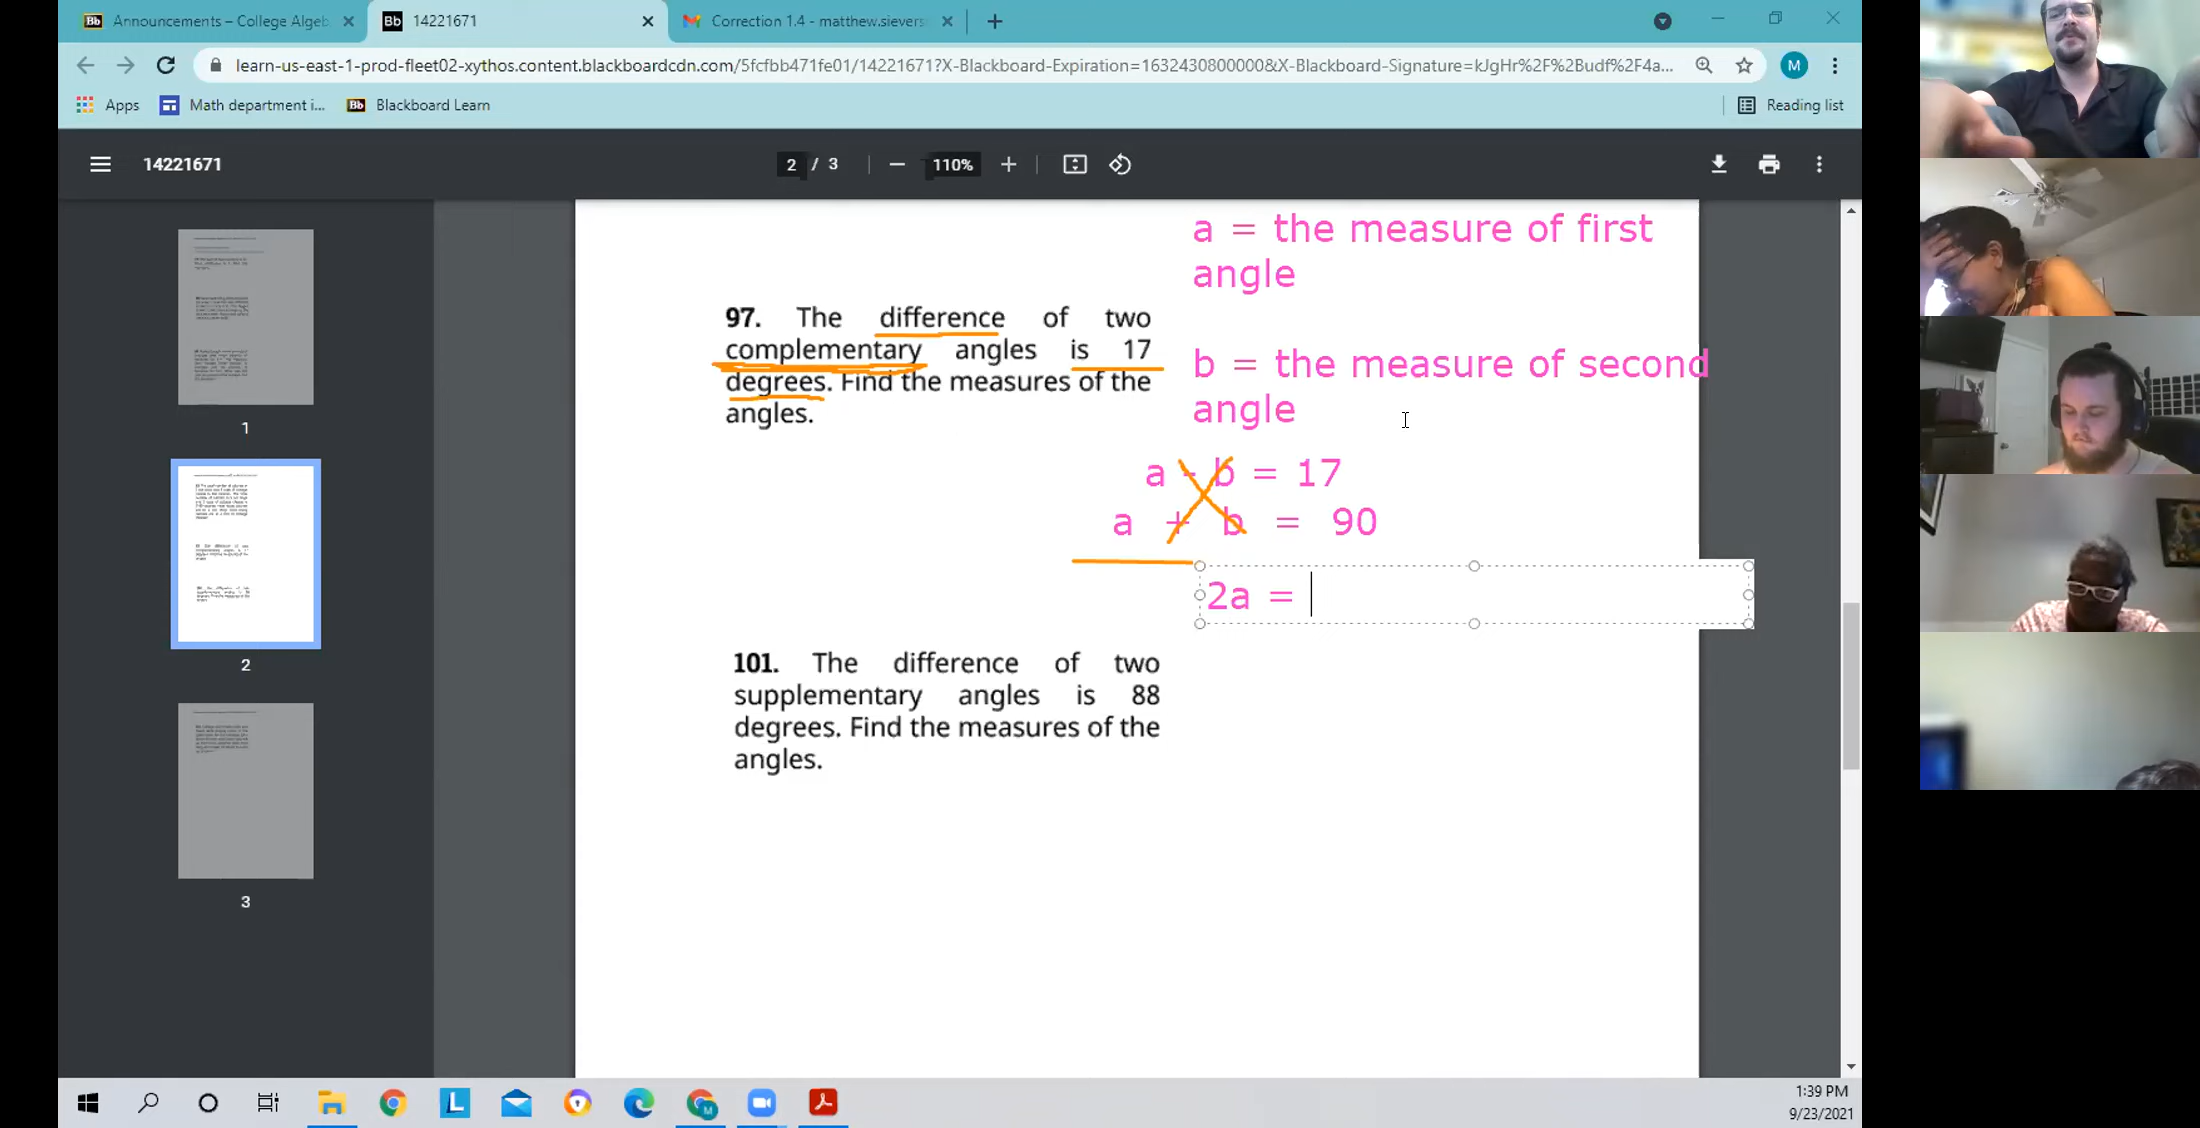 Announcements – College Algeb
14221671
Correction 1.4 - matthew.sievers
learn-us-east-1-prod-fleet02-xythos.content.blackboardcdn.com/5fcfbb471fe01/14221671?X-Blackboard-Expiration=1632430800000&X-Blackboard-Signature=kJgHr%2F%2Budf%2F4a...
M
Apps
Math department i...
Bb
Blackboard Learn
Reading list
14221671
2 / 3
110%
a = the measure of first
angle
97. The difference of two
complementary angles is 17
degrees. Find the measures of the
angles.
b = the measure of second
angle
a - b = 17
a + b = 90
2a =
101. The difference of two
supplementary angles is 88
degrees. Find the measures of the
angles.
1
2
3
1:39 PM
9/23/2021